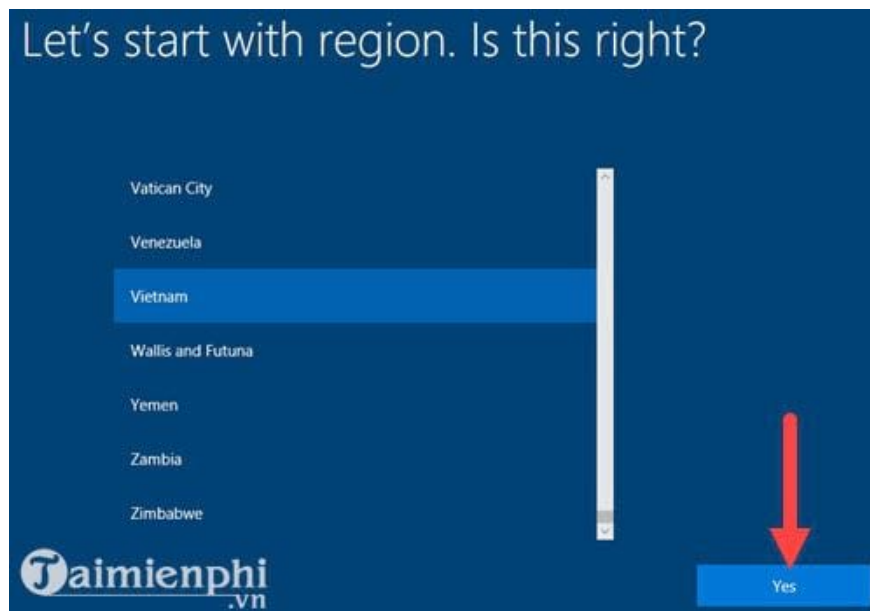 Let's start with region. Is this right?
Vatican City
Venezuela
Vietnam
Wallis and Futuna
Yemen
Zambia
Zimbabwe
Taimienphi
.vn
Yes